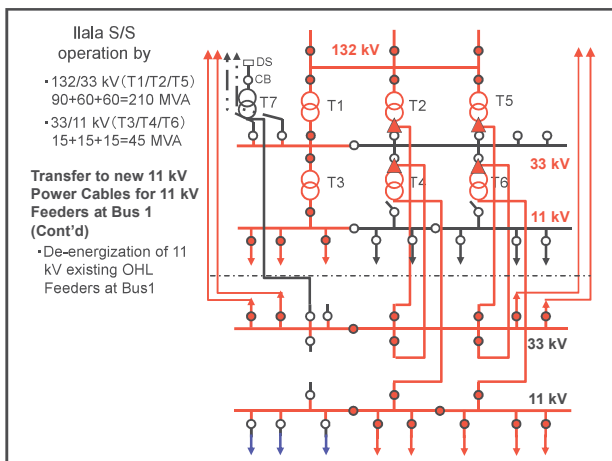 Ilala S/S
operation by
・132/33 kV(T1/T2/T5)
90+60+60=210 MVA
・33/11 kV(T3/T4/T6)
15+15+15=45 MVA
Transfer to new 11 kV
Power Cables for 11 kV
Feeders at Bus 1
(Cont'd)
・De-energization of 11
kV existing OHL
Feeders at Bus1
DS
CB
T7
132 kV
T1
T2
T5
33 kV
T3
T4
T6
11 kV
33 kV
11 kV